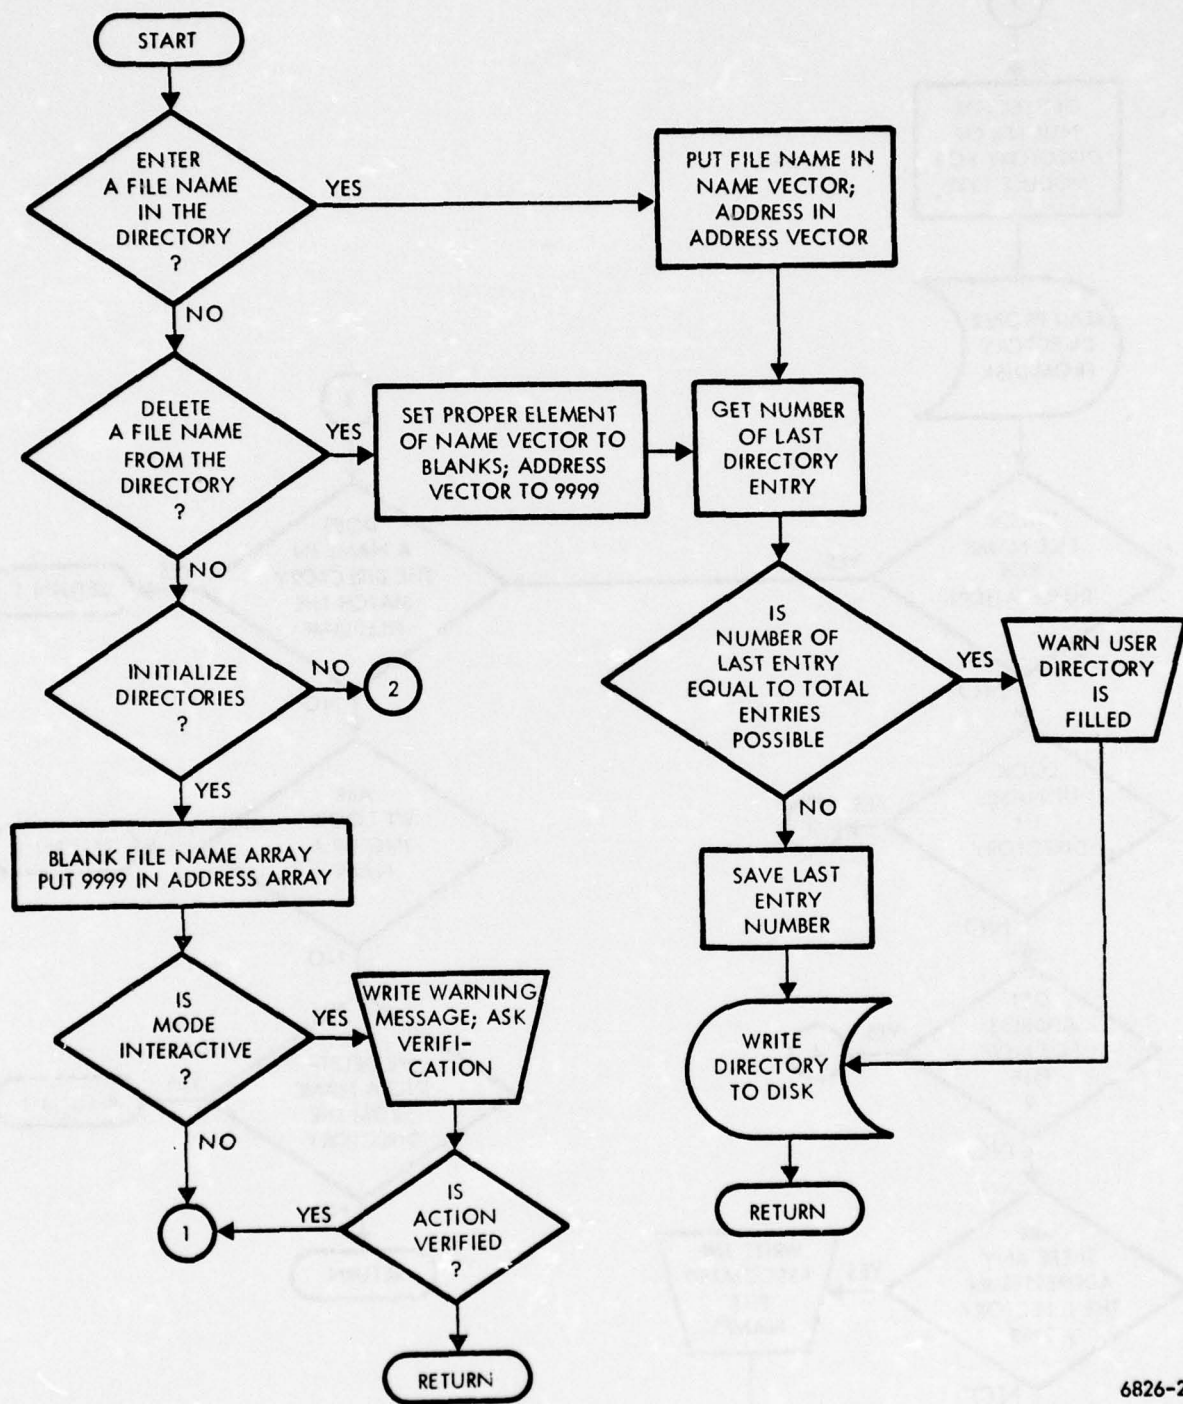 START
ENTER
A FILE NAME
IN THE
DIRECTORY
?
YES
NO
PUT FILE NAME IN
NAME VECTOR;
ADDRESS IN
ADDRESS VECTOR
DELETE
A FILE NAME
FROM THE
DIRECTORY
?
YES
NO
SET PROPER ELEMENT
OF NAME VECTOR TO
BLANKS; ADDRESS
VECTOR TO 9999
GET NUMBER
OF LAST
DIRECTORY
ENTRY
INITIALIZE
DIRECTORIES
?
NO
2
YES
IS
NUMBER OF
LAST ENTRY
EQUAL TO TOTAL
ENTRIES
POSSIBLE
YES
NO
WARN USER
DIRECTORY
IS
FILLED
BLANK FILE NAME ARRAY
PUT 9999 IN ADDRESS ARRAY
SAVE LAST
ENTRY
NUMBER
IS
MODE
INTERACTIVE
?
YES
NO
WRITE WARNING
MESSAGE; ASK
VERIFI-
CATION
WRITE
DIRECTORY
TO DISK
1
YES
IS
ACTION
VERIFIED
?
RETURN
RETURN
6826-2